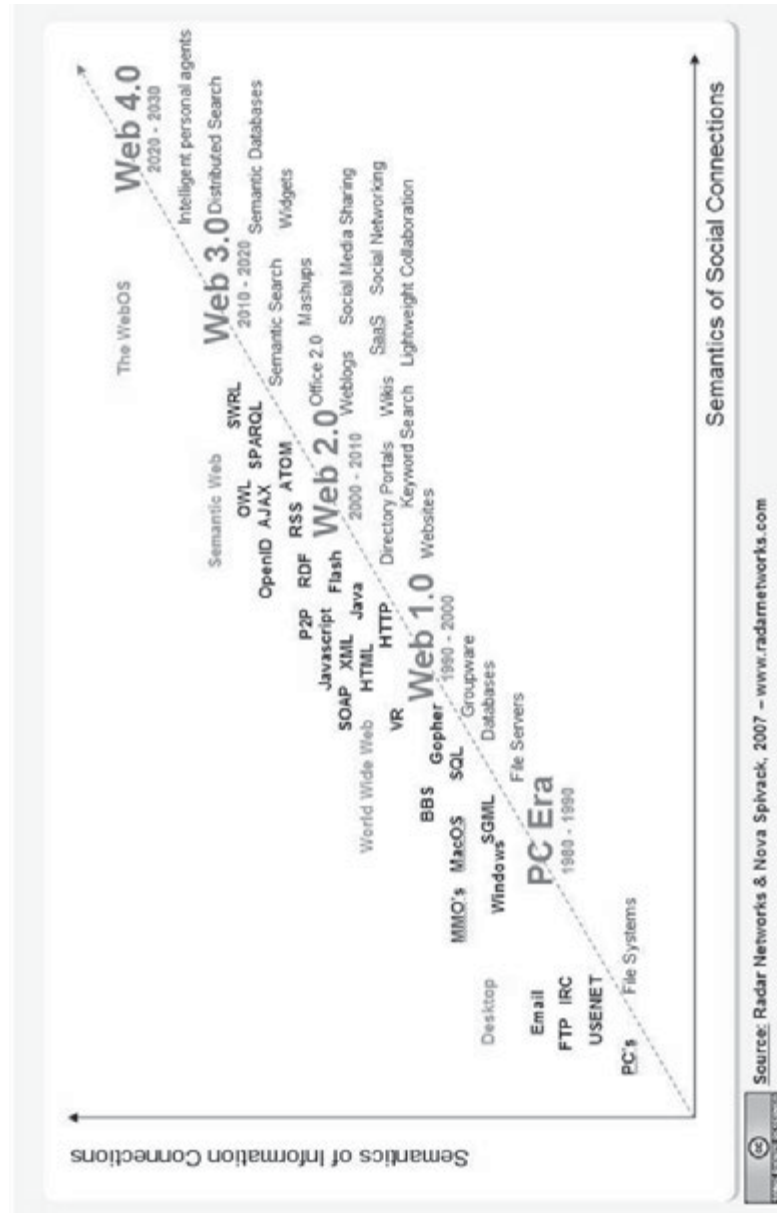 Semantics of Information Connections
The WebOS
Web 4.0
2020 - 2030
Intelligent personal agents
Semantic Web
SWRL
Web 3.0
Distributed Search
OWL
2010 - 2020
Semantic Databases
OpenID
AJAX
SPARQL
Semantic Search
Widgets
ATOM
RSS
Office 2.0
Mashups
P2P
RDF
Javascript
Flash
Web 2.0
Weblogs
Social Media Sharing
SOAP
XML
Java
2000 - 2010
World Wide Web
HTML
HTTP
Directory Portals
Wikis
SaaS
Social Networking
VR
Keyword Search
Lightweight Collaboration
BBS
Gopher
Web 1.0
Websites
1990 - 2000
MMO's
MacOS
SQL
Groupware
SGML
Databases
Desktop
Windows
File Servers
Email
PC Era
FTP
IRC
1980 - 1990
USENET
PC's
File Systems
Semantics of Social Connections
cc
Source: Radar Networks & Nova Spivack, 2007 – www.radarnetworks.com